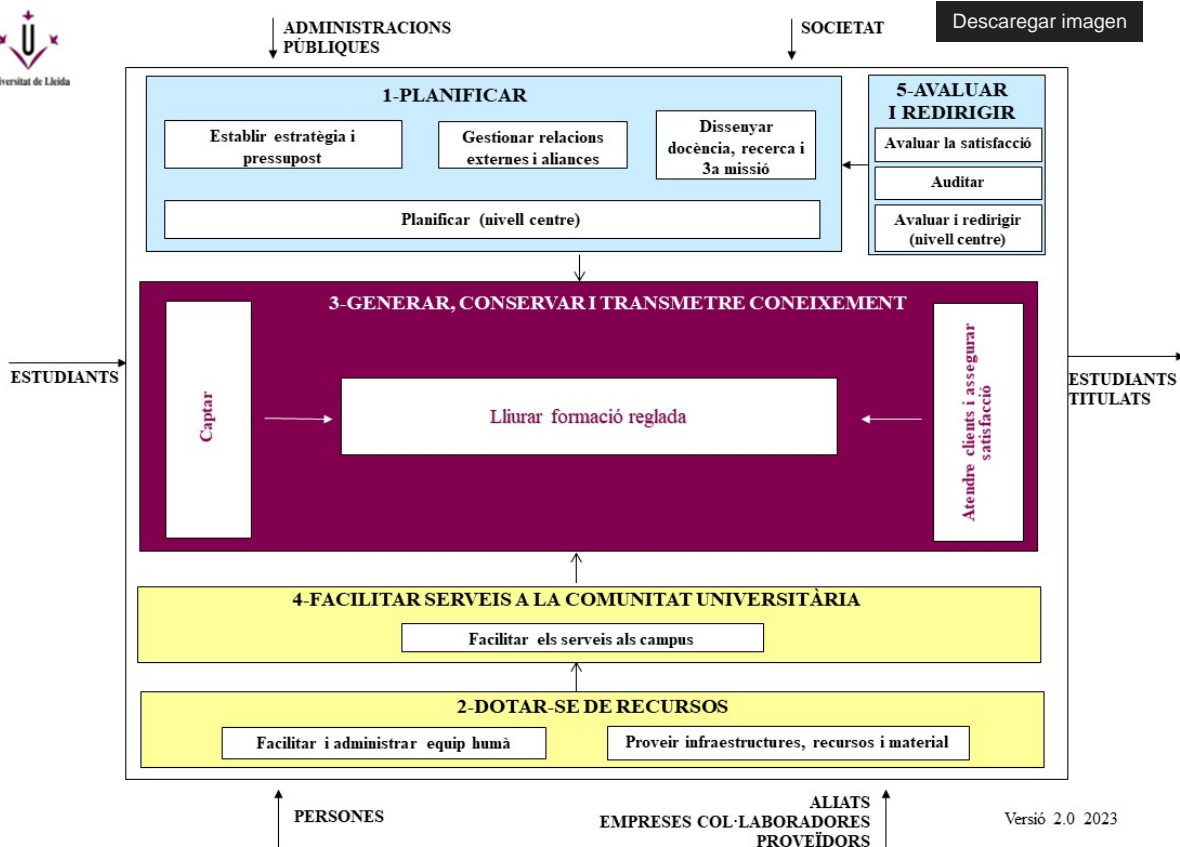 ADMINISTRACIONS
PÚBLIQUES
SOCIETAT
Descaregar imagen
Universitat de Lleida
1-PLANIFICAR
Establir estratègia i
pressupost
Gestionar relacions
externes i aliances
Dissenyar
docència, recerca i
3a missió
Planificar (nivell centre)
5-AVALUAR
I REDIRIGIR
Avaluar la satisfacció
Auditar
Avaluar i redirigir
(nivell centre)
3-GENERAR, CONSERVAR I TRANSMETRE CONEIXEMENT
ESTUDIANTS
Captar
Lliurar formació reglada
Atendre clients i assegurar
satisfacció
ESTUDIANTS
TITULATS
4-FACILITAR SERVEIS A LA COMUNITAT UNIVERSITÀRIA
Facilitar els serveis als campus
2-DOTAR-SE DE RECURSOS
Facilitar i administrar equip humà
Proveir infraestructures, recursos i material
PERSONES
ALIATS
EMPRESES COL·LABORADORES
PROVEÏDORS
Versió 2.0 2023